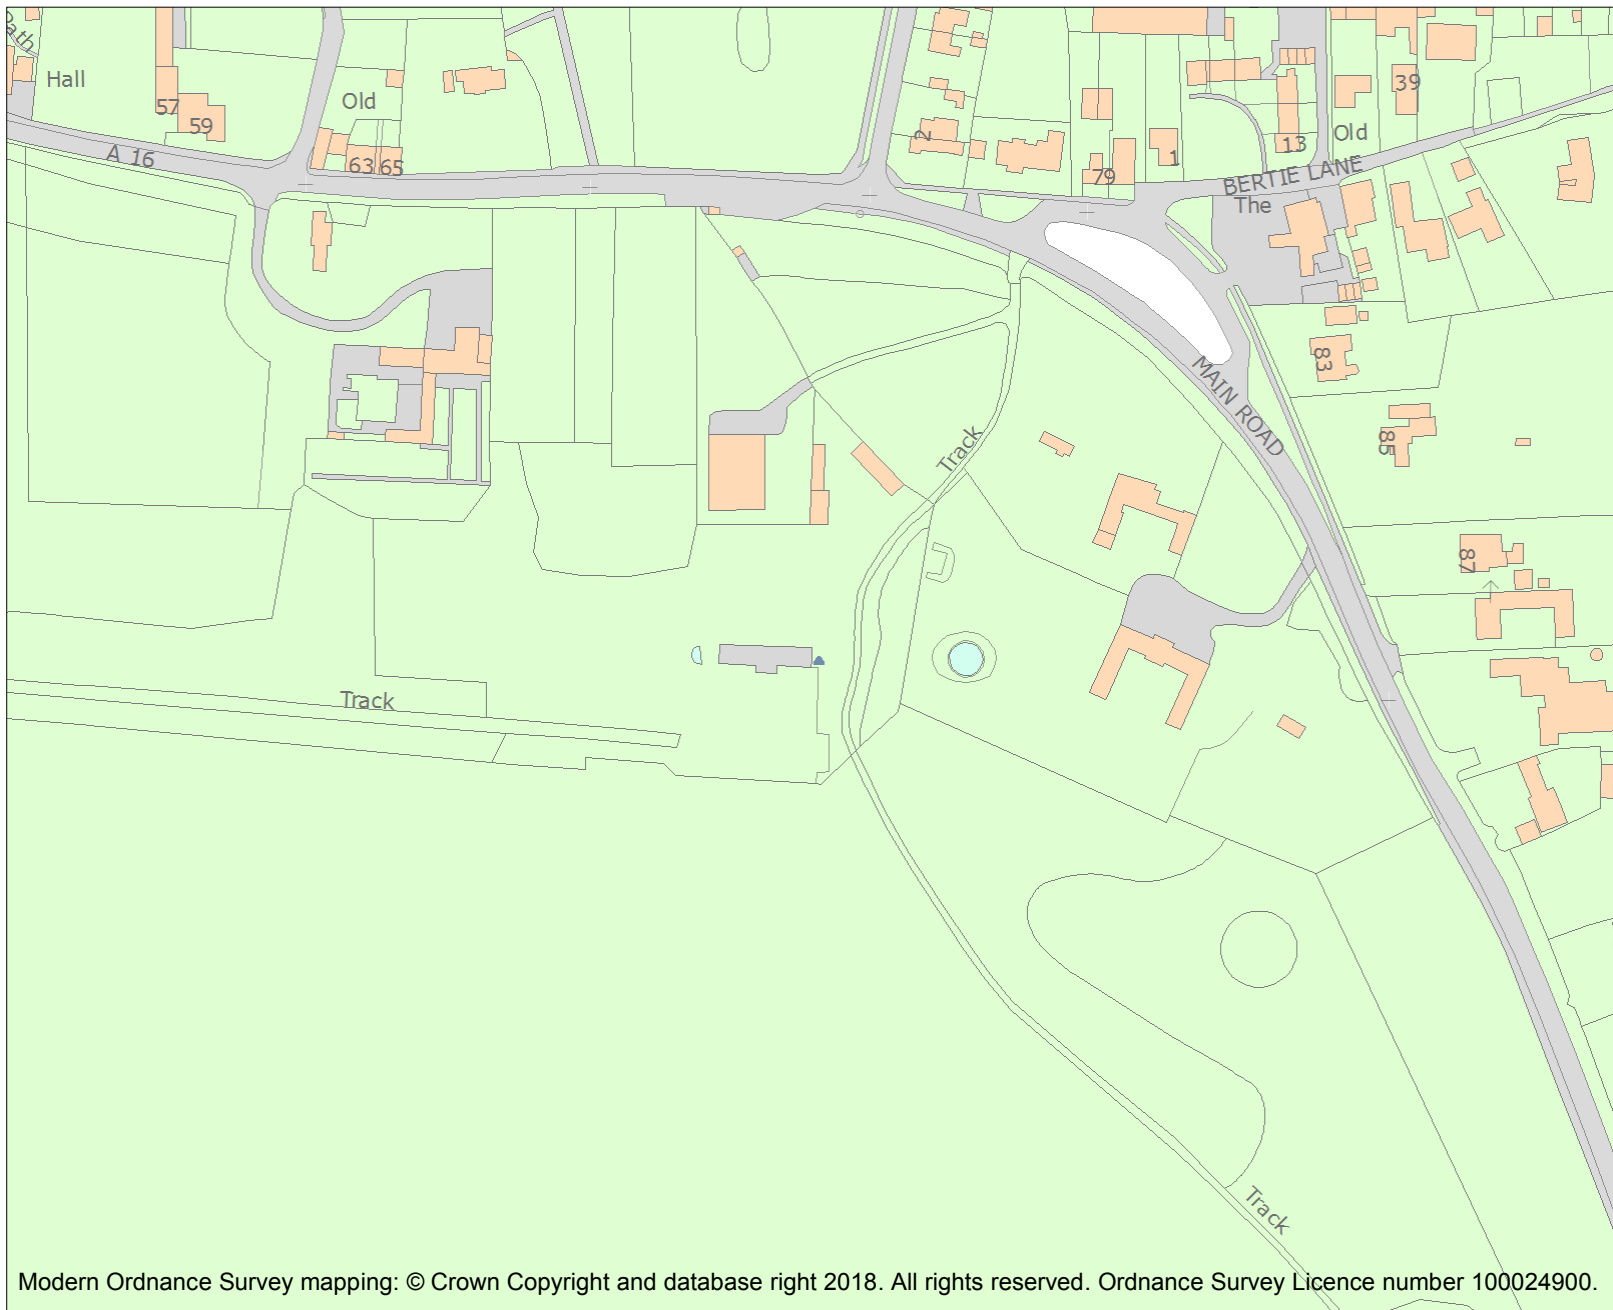 ath
Hall
57
59
A 16
Old
63
65
2
79
1
13
39
Old
BERTIE LANE
The
83
MAIN ROAD
85
87
Track
Track
Track
Modern Ordnance Survey mapping: © Crown Copyright and database right 2018. All rights reserved. Ordnance Survey Licence number 100024900.